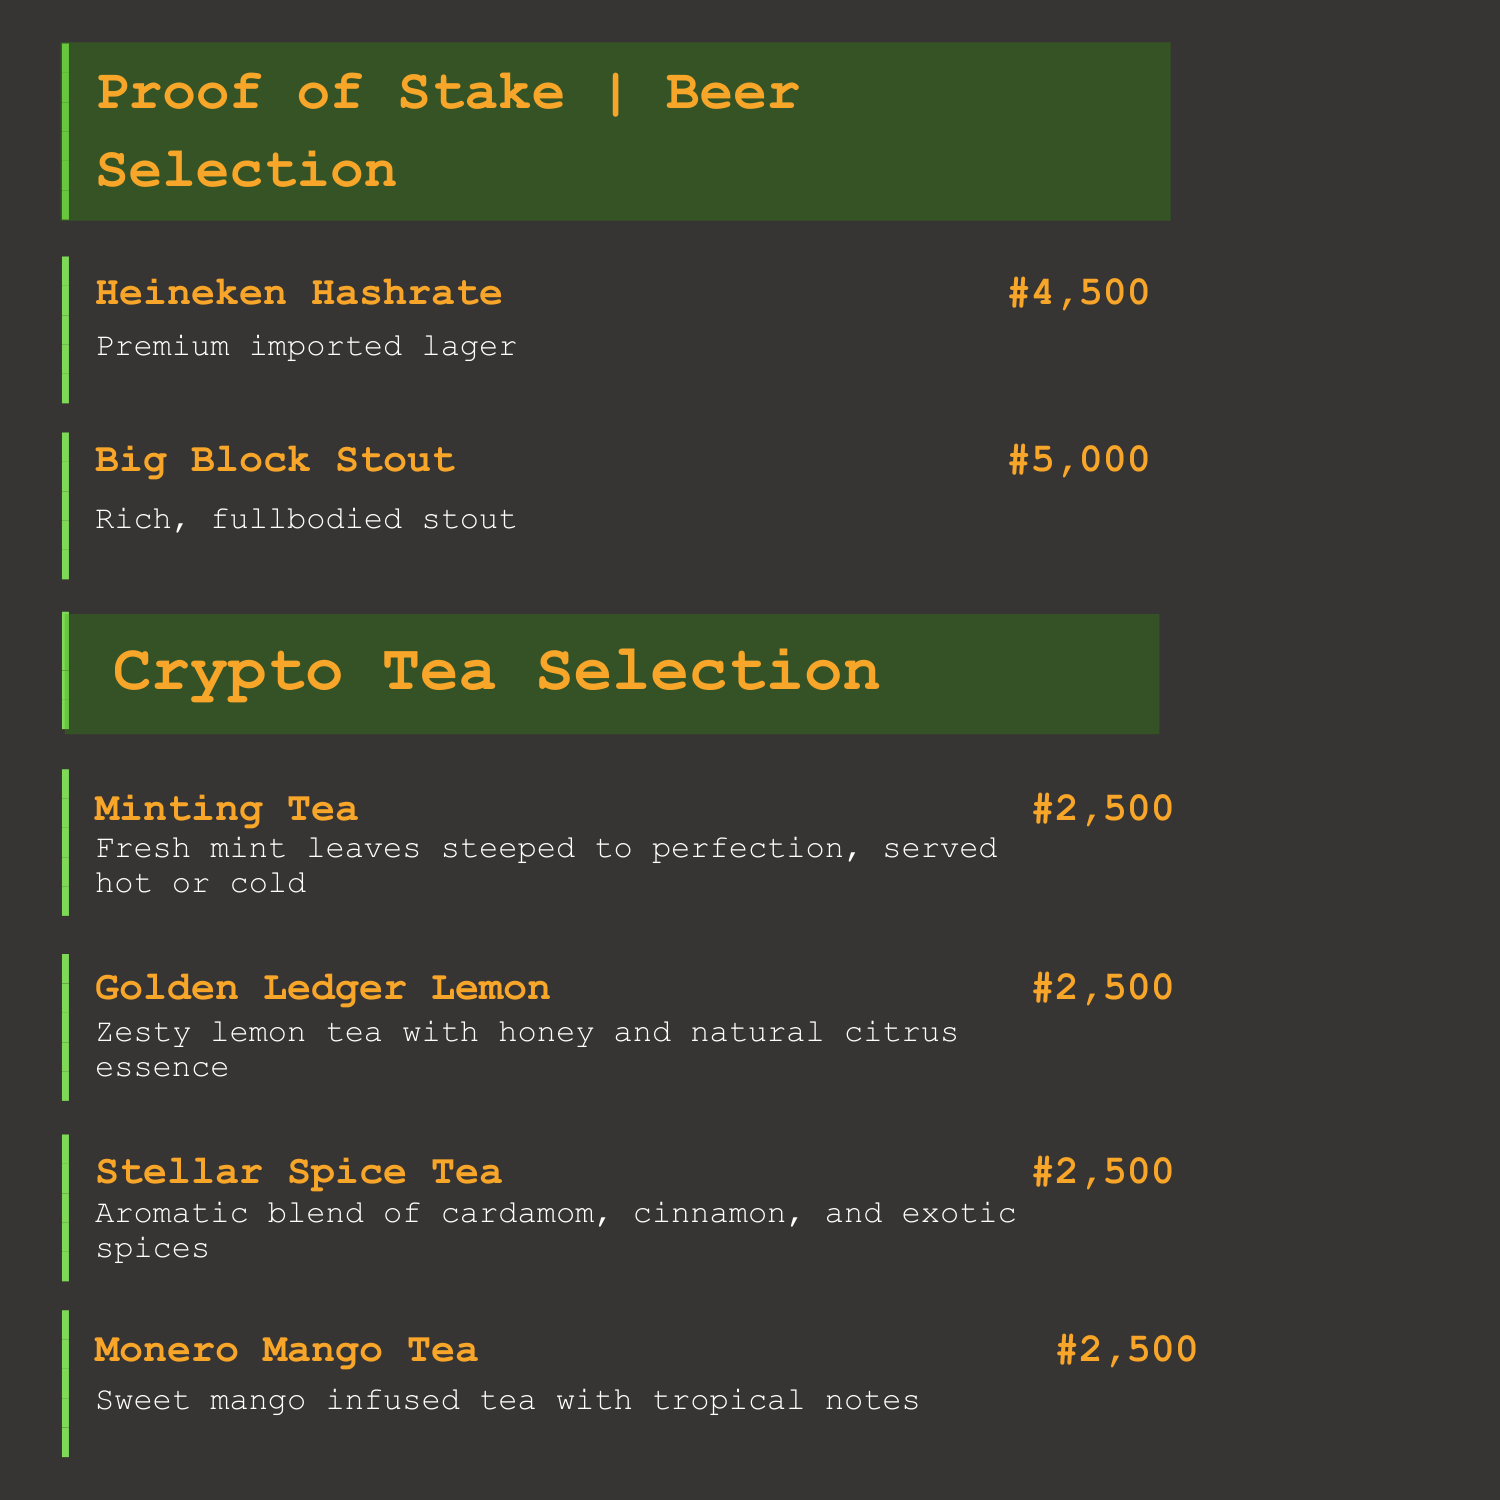 Proof of Stake | Beer
Selection
Heineken Hashrate #4,500
Premium imported lager
Big Block Stout #5,000
Rich, fullbodied stout
Crypto Tea Selection
Minting Tea #2,500
Fresh mint leaves steeped to perfection, served
hot or cold
Golden Ledger Lemon #2,500
Zesty lemon tea with honey and natural citrus
essence
Stellar Spice Tea #2,500
Aromatic blend of cardamom, cinnamon, and exotic
spices
Monero Mango Tea #2,500
Sweet mango infused tea with tropical notes